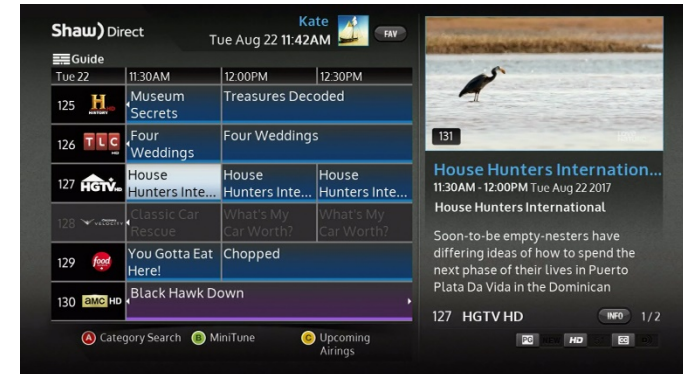 Shaw) Direct
Kate
Tue Aug 22 11:42AM
FAV
Guide
Tue 22 11:30AM 12:00PM 12:30PM
125 H HISTORY HD
Museum Secrets
Treasures Decoded
126 TLC HD
Four Weddings
Four Weddings
127 HGTV HD
House Hunters Inte...
House Hunters Inte...
House Hunters Inte...
128 VELOCITY
Classic Car Rescue
What's My Car Worth?
What's My Car Worth?
129 food
You Gotta Eat Here!
Chopped
130 amc HD
Black Hawk Down
A Category Search B MiniTune C Upcoming Airings
131
House Hunters Internation...
11:30AM - 12:00PM Tue Aug 22 2017
House Hunters International
Soon-to-be empty-nesters have
differing ideas of how to spend the
next phase of their lives in Puerto
Plata Da Vida in the Dominican
127 HGTV HD INFO 1/2
PG HD CC